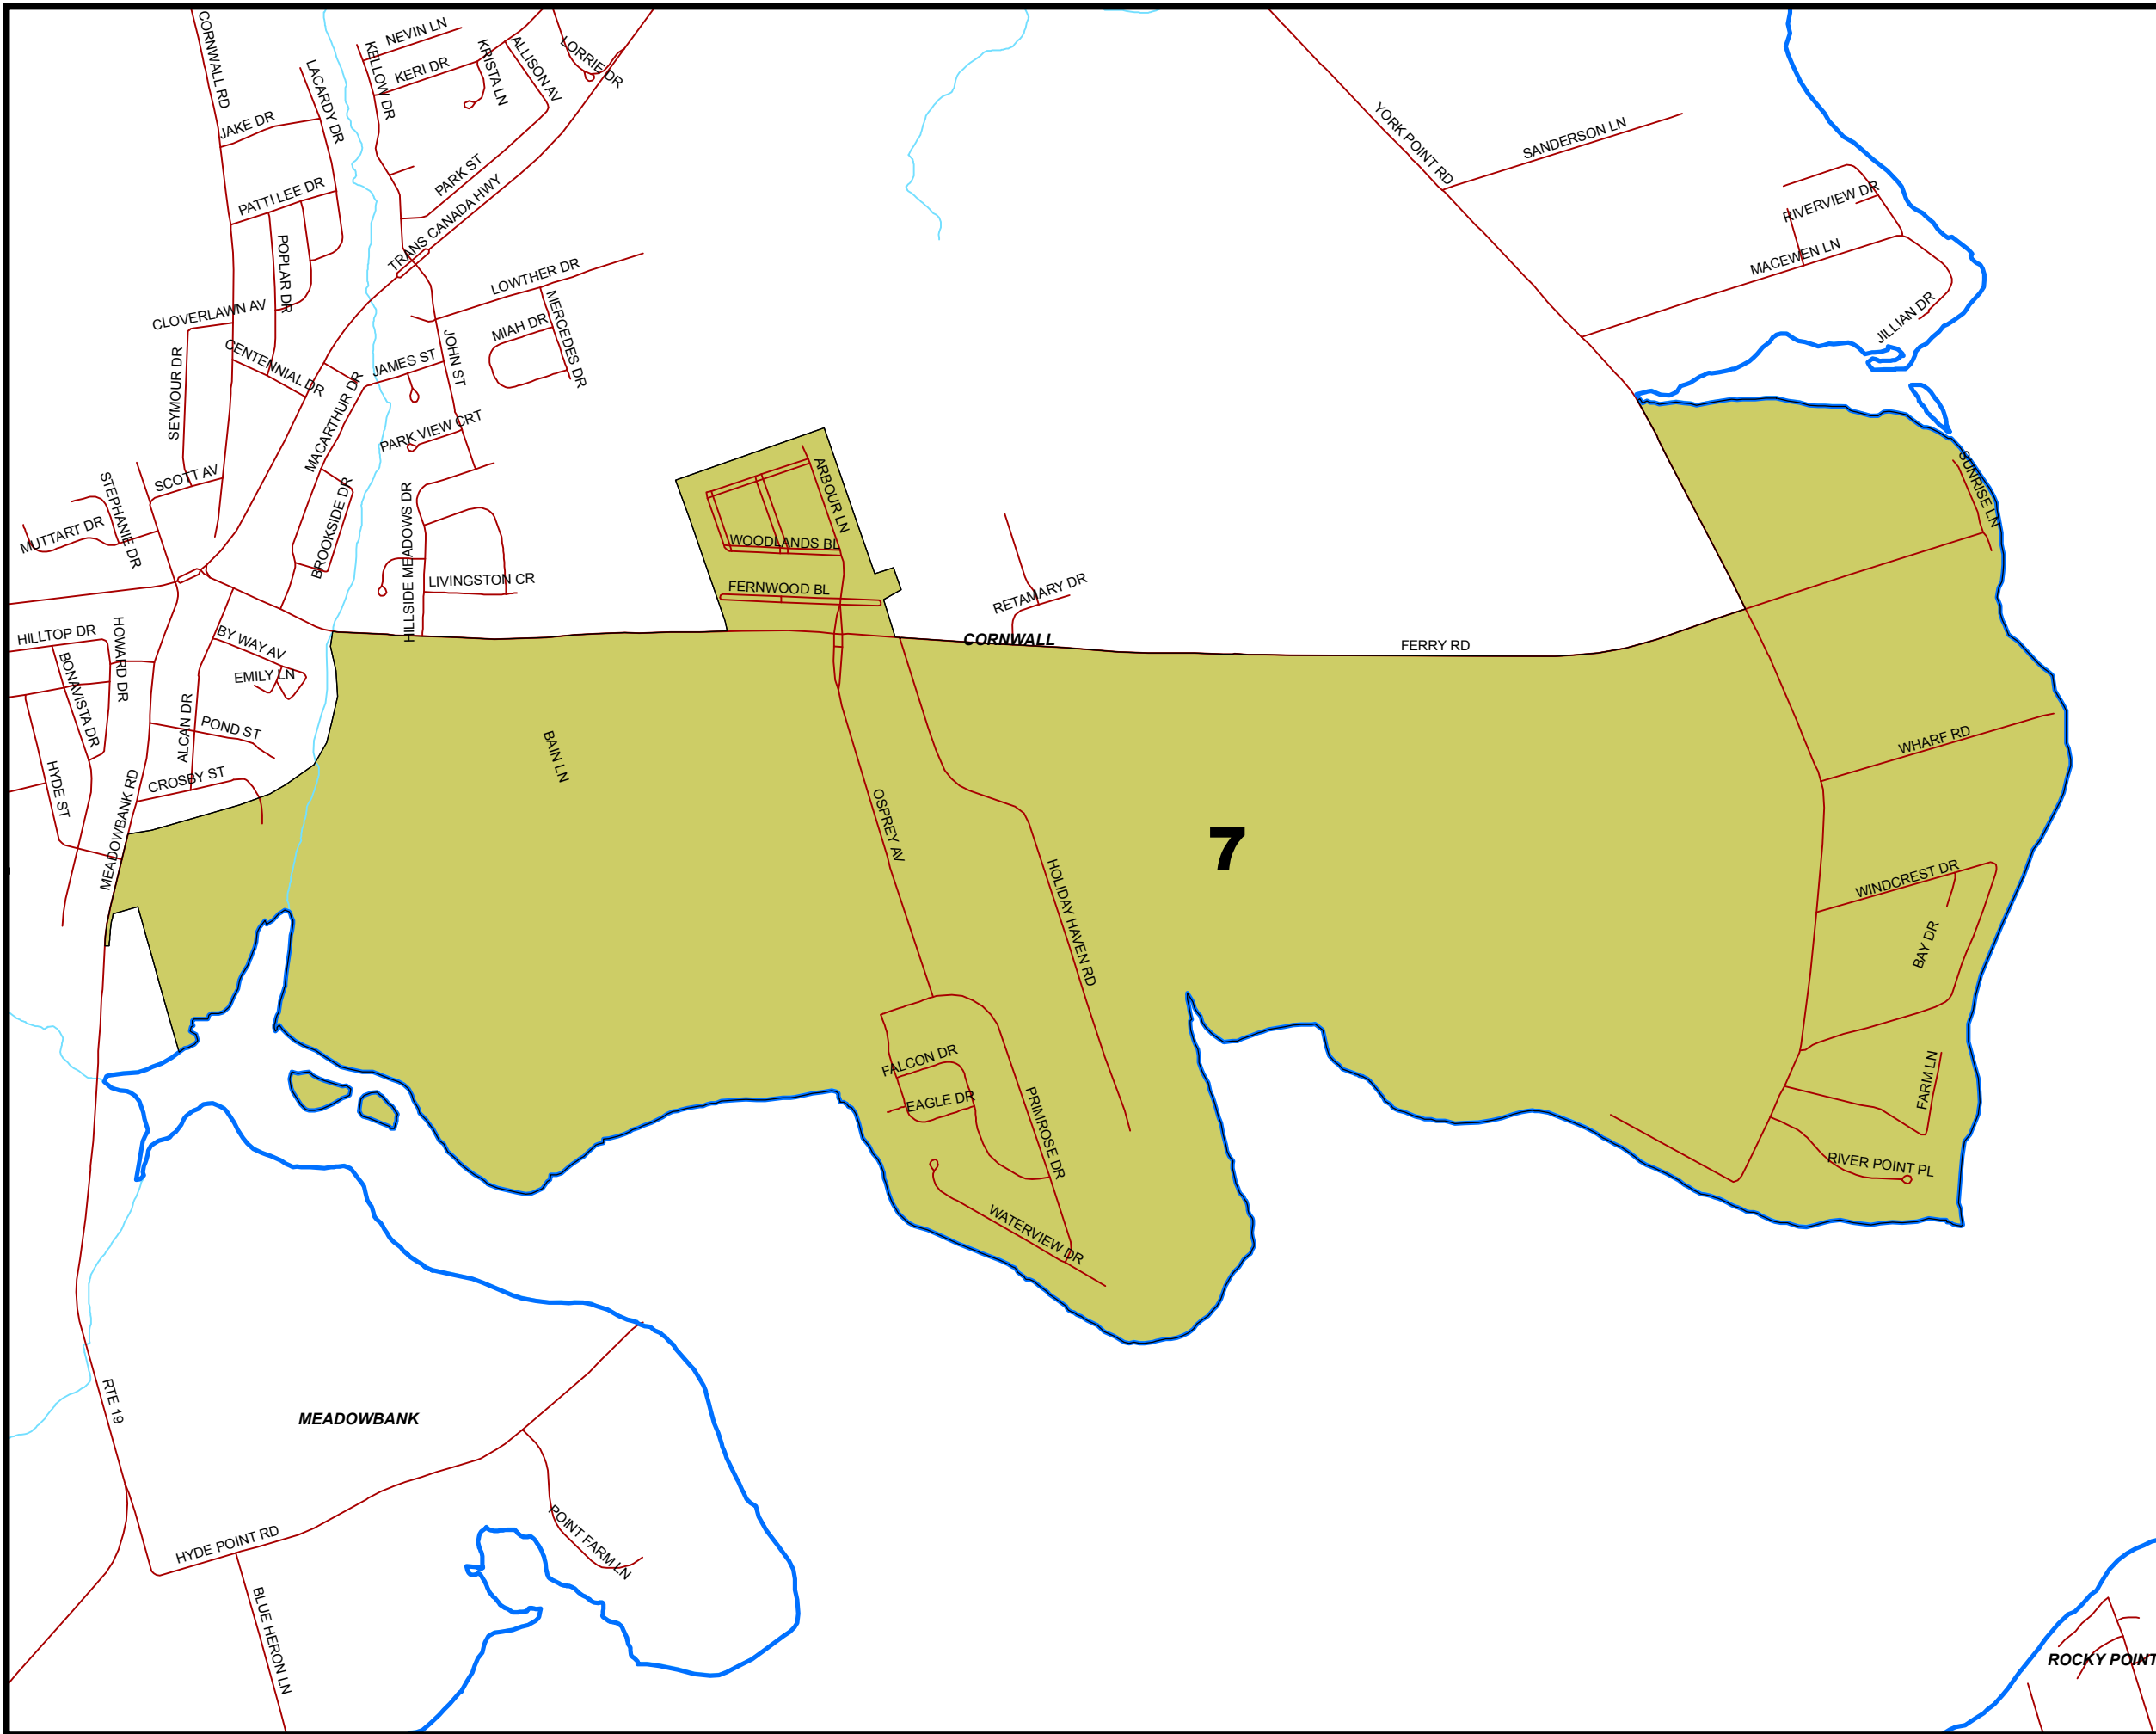 CORNWALL RD
NEVIN LN
KELLOW DR
KERI DR
KRISTA LN
ALLISON AV
LORRIE DR
LACARDY DR
JAKE DR
YORK POINT RD
SANDERSON LN
PARK ST
PATTI LEE DR
TRANS CANADA HWY
RIVERVIEW DR
POPLAR DR
MACEWEN LN
LOWTHER DR
CLOVERLAWN AV
MERCEDES DR
MIAH DR
JILLIAN DR
CENTENNIAL DR
JOHN ST
JAMES ST
SEYMOUR DR
MACARTHUR DR
PARK VIEW CRT
SCOTT AV
STEPHANIE DR
ARBOUR LN
SUNRISE LN
MUTTART DR
BROOKSIDE DR
HILLSIDE MEADOWS DR
WOODLANDS BL
LIVINGSTON CR
FERNWOOD BL
RETAMARY DR
HILLTOP DR
HOWARD DR
BY WAY AV
CORNWALL
FERRY RD
BONAVISTA DR
EMILY LN
ALCAN DR
POND ST
BAIN LN
WHARF RD
HYDE ST
CROSBY ST
MEADOWBANK RD
OSPREY AV
7
HOLIDAY HAVEN RD
WINDCREST DR
BAY DR
FALCON DR
EAGLE DR
PRIMROSE DR
FARM LN
RIVER POINT PL
WATERVIEW DR
RTE 19
MEADOWBANK
HYDE POINT RD
POINT FARM LN
BLUE HERON LN
ROCKY POINT